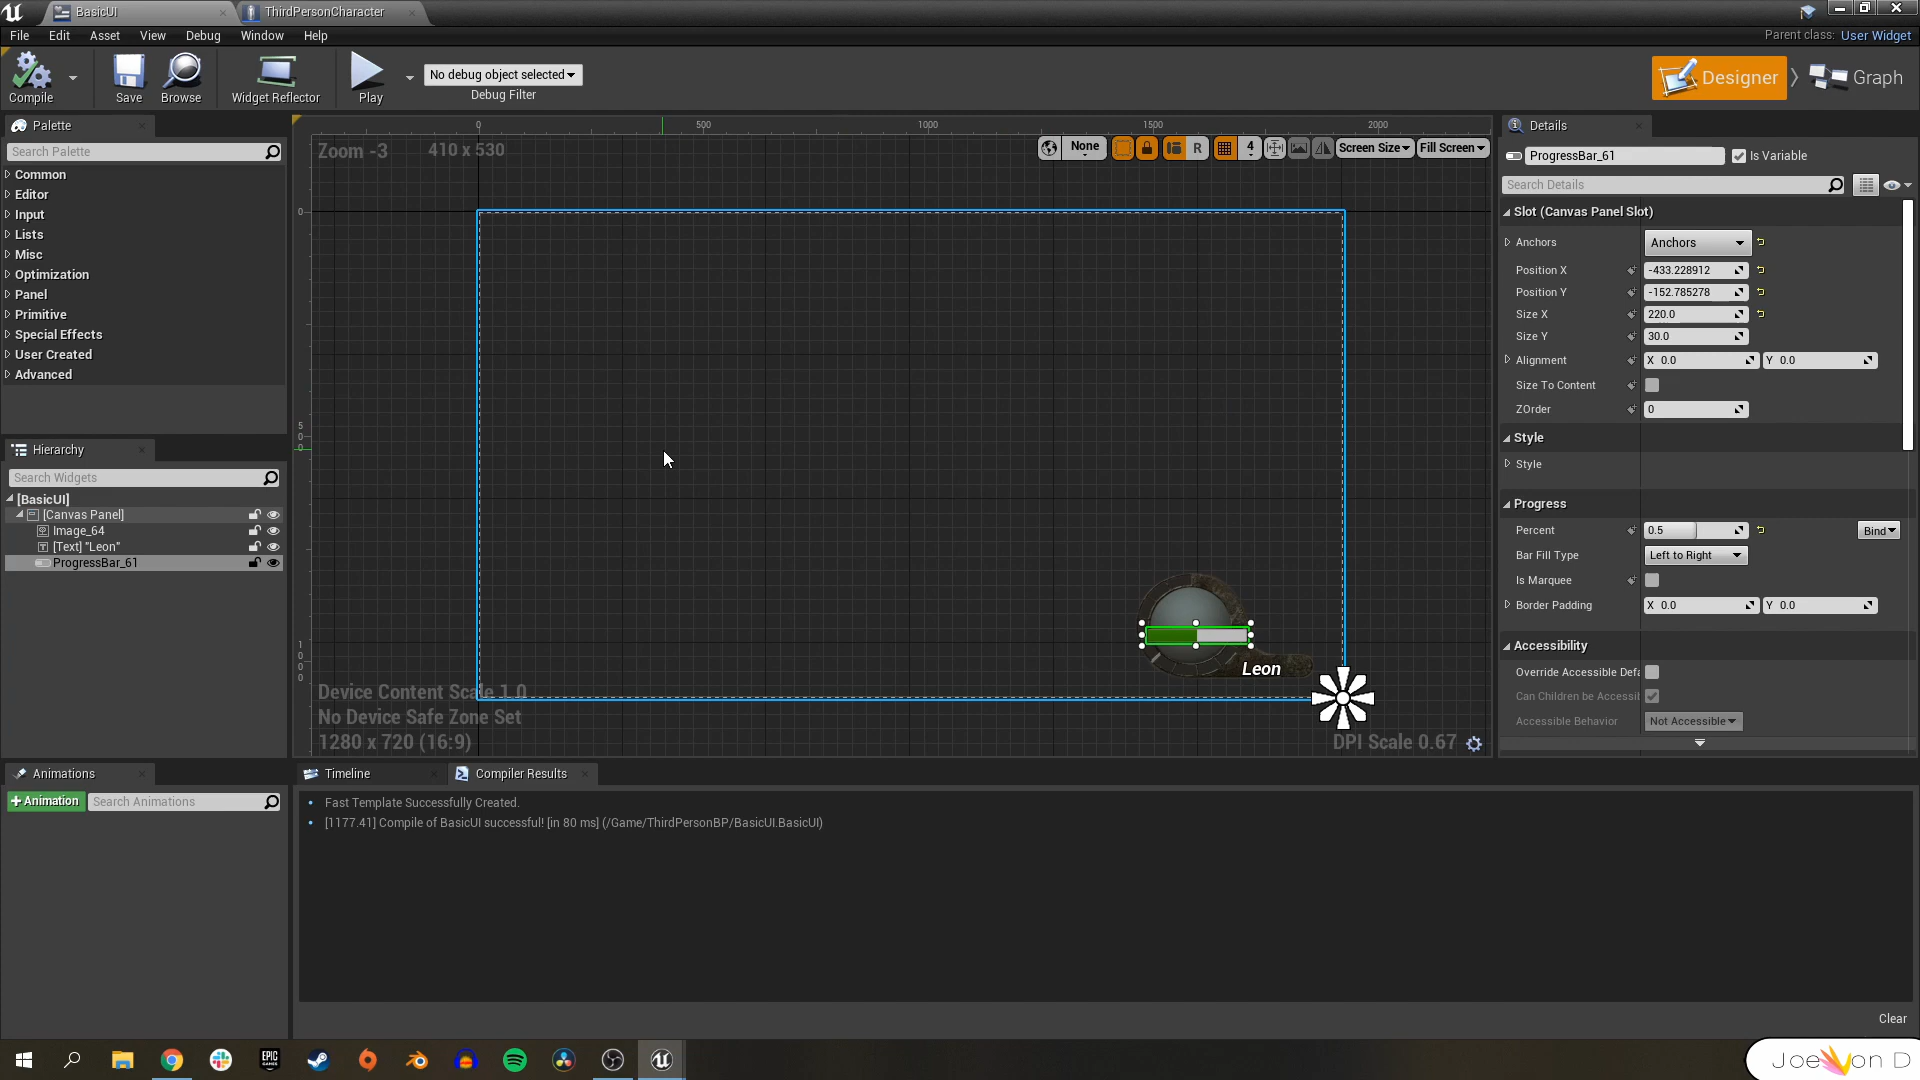 BasicUI
ThirdPersonCharacter
File Edit Asset View Debug Window Help
Parent class: User Widget
Compile
Save
Browse
Widget Reflector
Play
No debug object selected
Debug Filter
Designer
Graph
Palette
Search Palette
Common
Editor
Input
Lists
Misc
Optimization
Panel
Primitive
Special Effects
User Created
Advanced
Hierarchy
Search Widgets
[BasicUI]
[Canvas Panel]
Image_64
[Text] "Leon"
ProgressBar_61
Animations
+Animation
Search Animations
0 500 1000 1500 2000
Zoom -3
410 x 530
None
R
4
Screen Size
Fill Screen
0
500
1000
Leon
Device Content Scale 1.0
No Device Safe Zone Set
1280 x 720 (16:9)
DPI Scale 0.67
Details
ProgressBar_61
Is Variable
Search Details
Slot (Canvas Panel Slot)
Anchors Anchors
Position X -433.228912
Position Y -152.785278
Size X 220.0
Size Y 30.0
Alignment X 0.0 Y 0.0
Size To Content
ZOrder 0
Style
Style
Progress
Percent 0.5 Bind
Bar Fill Type Left to Right
Is Marquee
Border Padding X 0.0 Y 0.0
Accessibility
Override Accessible Defa
Can Children be Accessib
Accessible Behavior Not Accessible
Timeline
Compiler Results
Fast Template Successfully Created.
[1177.41] Compile of BasicUI successful! [in 80 ms] (/Game/ThirdPersonBP/BasicUI.BasicUI)
Clear
EPIC
GAMES
Joe Von D